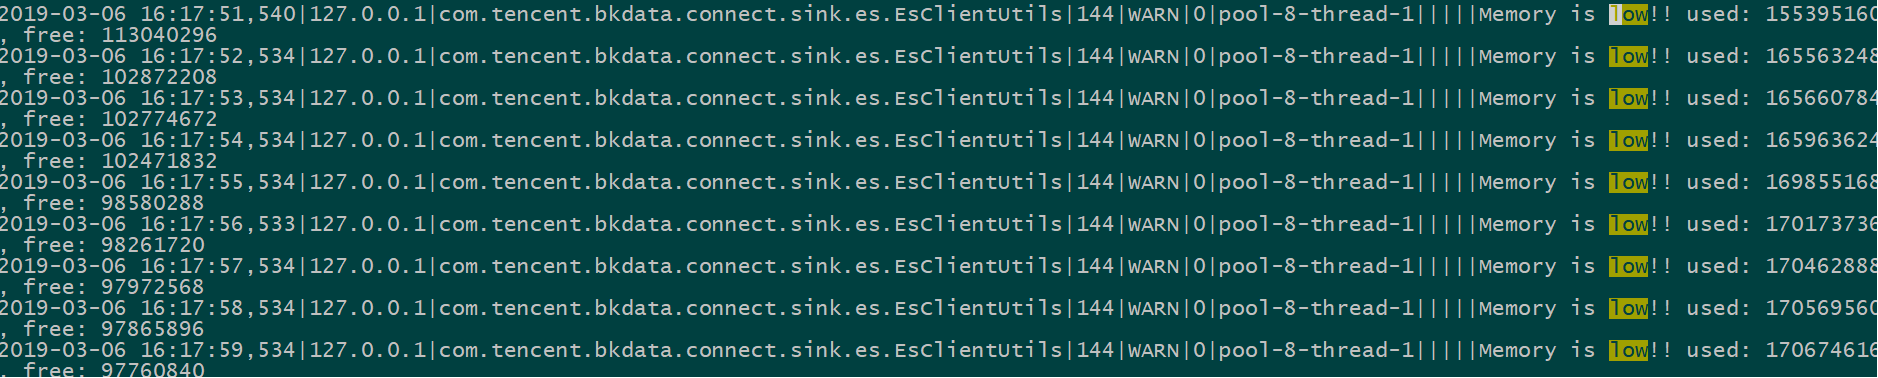 2019-03-06 16:17:51,540|127.0.0.1|com.tencent.bkdata.connect.sink.es.EsClientUtils|144|WARN|0|pool-8-thread-1|||||Memory is low!! used: 155395160
, free: 113040296
2019-03-06 16:17:52,534|127.0.0.1|com.tencent.bkdata.connect.sink.es.EsClientUtils|144|WARN|0|pool-8-thread-1|||||Memory is low!! used: 165563248
, free: 102872208
2019-03-06 16:17:53,534|127.0.0.1|com.tencent.bkdata.connect.sink.es.EsClientUtils|144|WARN|0|pool-8-thread-1|||||Memory is low!! used: 165660784
, free: 102774672
2019-03-06 16:17:54,534|127.0.0.1|com.tencent.bkdata.connect.sink.es.EsClientUtils|144|WARN|0|pool-8-thread-1|||||Memory is low!! used: 165963624
, free: 102471832
2019-03-06 16:17:55,534|127.0.0.1|com.tencent.bkdata.connect.sink.es.EsClientUtils|144|WARN|0|pool-8-thread-1|||||Memory is low!! used: 169855168
, free: 98580288
2019-03-06 16:17:56,533|127.0.0.1|com.tencent.bkdata.connect.sink.es.EsClientUtils|144|WARN|0|pool-8-thread-1|||||Memory is low!! used: 170173736
, free: 98261720
2019-03-06 16:17:57,534|127.0.0.1|com.tencent.bkdata.connect.sink.es.EsClientUtils|144|WARN|0|pool-8-thread-1|||||Memory is low!! used: 170462888
, free: 97972568
2019-03-06 16:17:58,534|127.0.0.1|com.tencent.bkdata.connect.sink.es.EsClientUtils|144|WARN|0|pool-8-thread-1|||||Memory is low!! used: 170569560
, free: 97865896
2019-03-06 16:17:59,534|127.0.0.1|com.tencent.bkdata.connect.sink.es.EsClientUtils|144|WARN|0|pool-8-thread-1|||||Memory is low!! used: 170674616
, free: 97760840